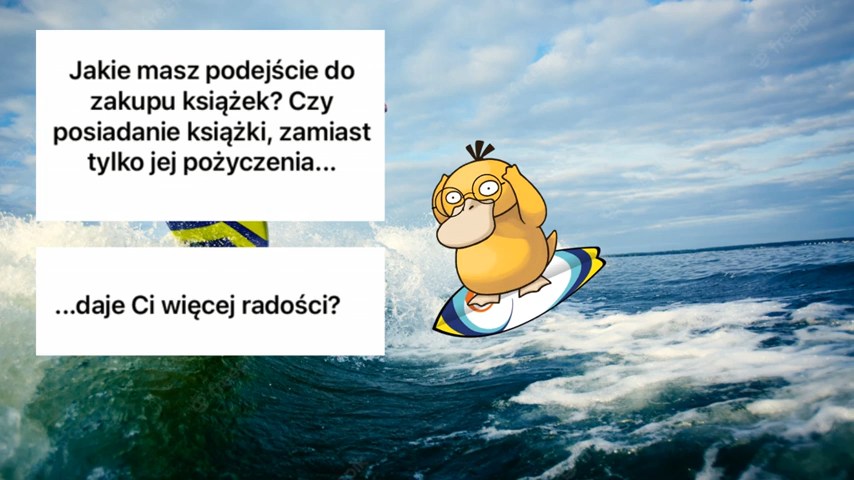 Jakie masz podejście do
zakupu książek? Czy
posiadanie książki, zamiast
tylko jej pożyczenia...
...daje Ci więcej radości?